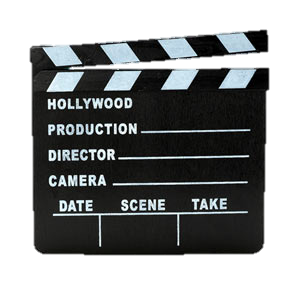 HOLLYWOOD
PRODUCTION
DIRECTOR
CAMERA
DATE SCENE TAKE